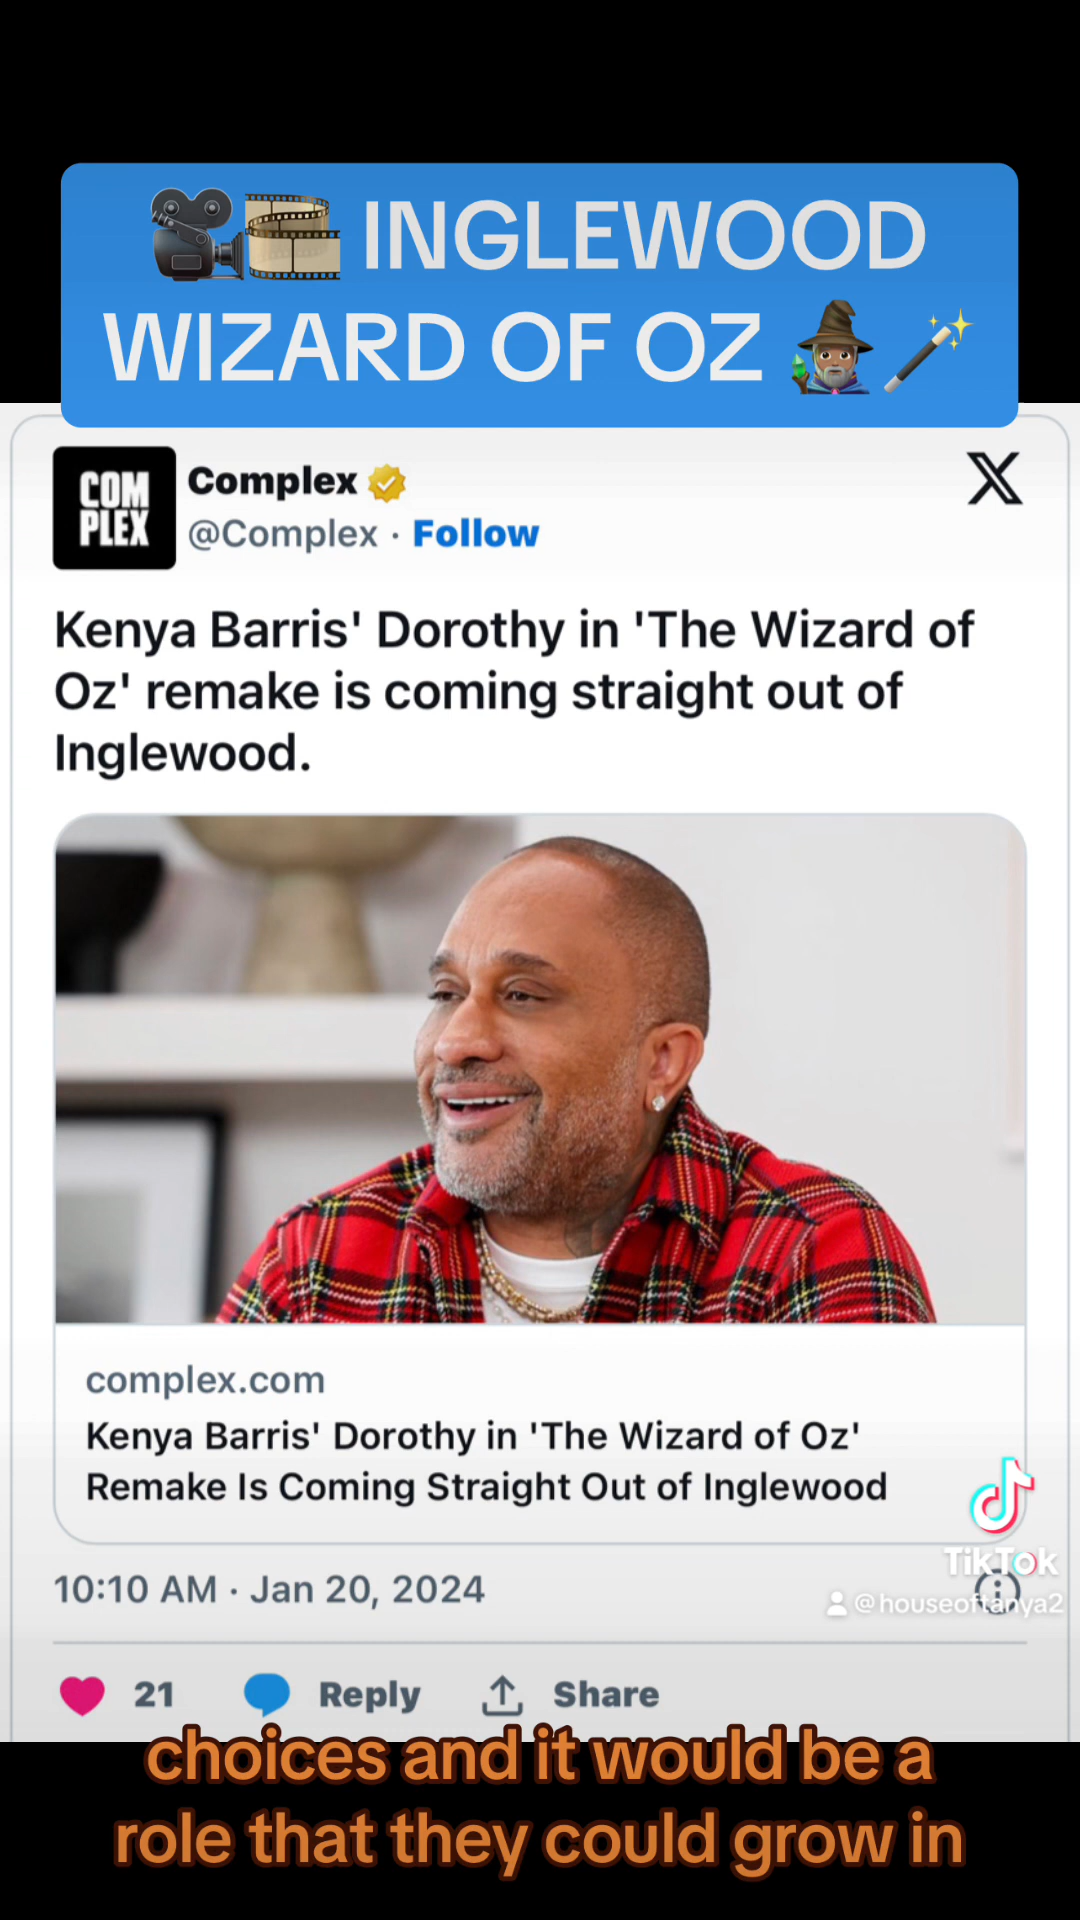 INGLEWOOD
WIZARD OF OZ
COM
PLEX
Complex
@Complex · Follow
X
Kenya Barris' Dorothy in 'The Wizard of
Oz' remake is coming straight out of
Inglewood.
complex.com
Kenya Barris' Dorothy in 'The Wizard of Oz'
Remake Is Coming Straight Out of Inglewood
TikTok
@houseoftanya2
10:10 AM · Jan 20, 2024
21 Reply Share
choices and it would be a
role that they could grow in